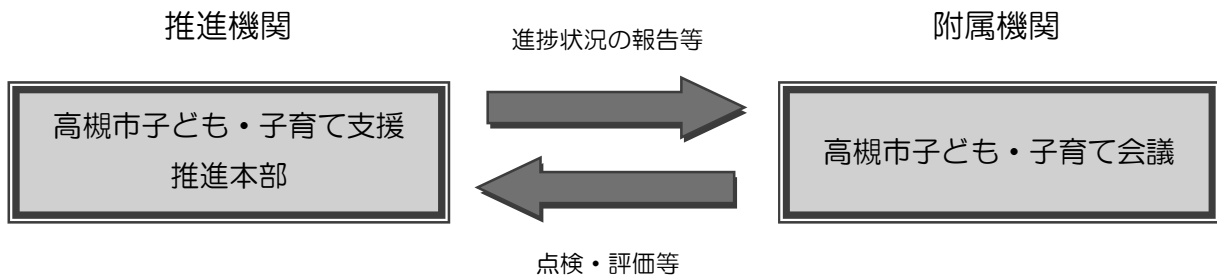 推進機関
進捗状況の報告等
附属機関
高槻市子ども・子育て支援
推進本部
高槻市子ども・子育て会議
点検・評価等